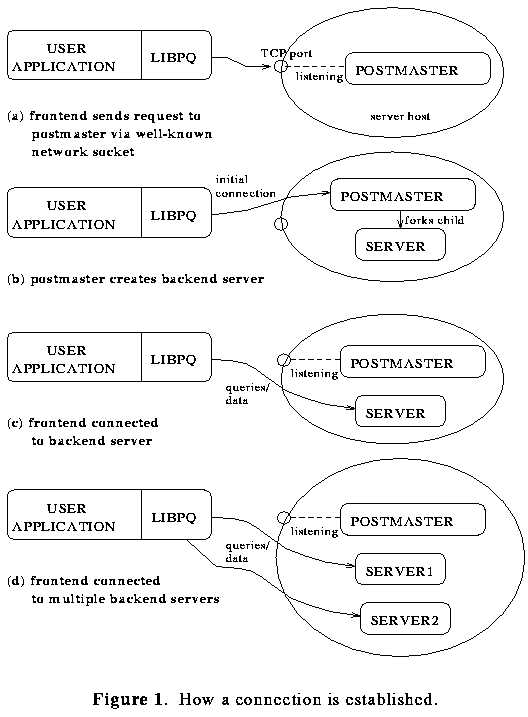 USER
APPLICATION
LIBPQ
TCP port
listening
POSTMASTER
server host
(a) frontend sends request to
postmaster via well-known
network socket
USER
APPLICATION
LIBPQ
initial
connection
POSTMASTER
forks child
SERVER
(b) postmaster creates backend server
USER
APPLICATION
LIBPQ
queries/
data
listening
POSTMASTER
SERVER
(c) frontend connected
to backend server
USER
APPLICATION
LIBPQ
queries/
data
listening
POSTMASTER
SERVER1
SERVER2
(d) frontend connected
to multiple backend servers
Figure 1. How a connection is established.